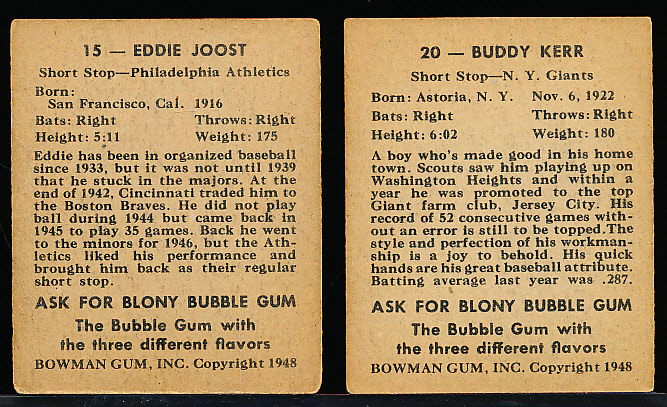 15 — EDDIE JOOST
Short Stop—Philadelphia Athletics
Born:
San Francisco, Cal. 1916
Bats: Right Throws: Right
Height: 5:11 Weight: 175
Eddie has been in organized baseball
since 1933, but it was not until 1939
that he stuck in the majors. At the
end of 1942, Cincinnati traded him to
the Boston Braves. He did not play
ball during 1944 but came back in
1945 to play 35 games. Back he went
to the minors for 1946, but the Ath-
letics liked his performance and
brought him back as their regular
short stop.
ASK FOR BLONY BUBBLE GUM
The Bubble Gum with
the three different flavors
BOWMAN GUM, INC. Copyright 1948
20 — BUDDY KERR
Short Stop—N. Y. Giants
Born: Astoria, N. Y. Nov. 6, 1922
Bats: Right Throws: Right
Height: 6:02 Weight: 180
A boy who's made good in his home
town. Scouts saw him playing up on
Washington Heights and within a
year he was promoted to the top
Giant farm club, Jersey City. His
record of 52 consecutive games with-
out an error is still to be topped.The
style and perfection of his workman-
ship is a joy to behold. His quick
hands are his great baseball attribute.
Batting average last year was .287.
ASK FOR BLONY BUBBLE GUM
The Bubble Gum with
the three different flavors
BOWMAN GUM, INC. Copyright 1948